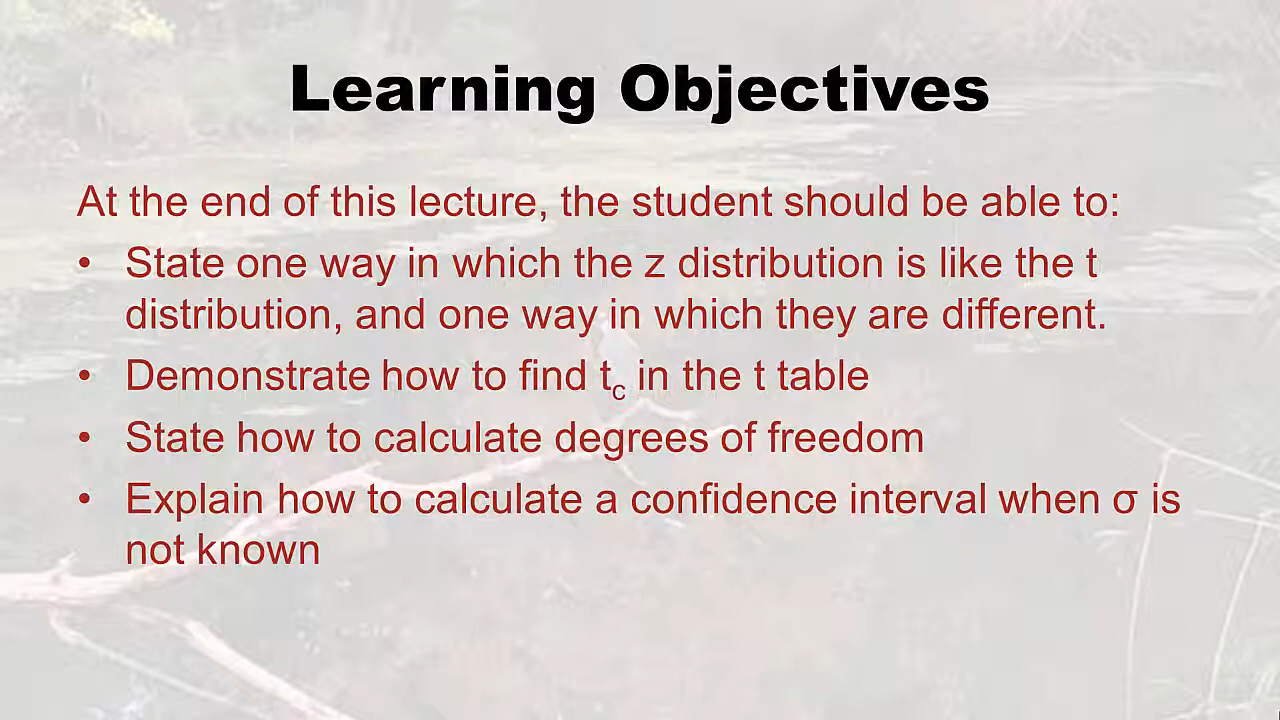 Learning Objectives
At the end of this lecture, the student should be able to:
• State one way in which the z distribution is like the t
distribution, and one way in which they are different.
• Demonstrate how to find tc in the t table
• State how to calculate degrees of freedom
• Explain how to calculate a confidence interval when σ is
not known